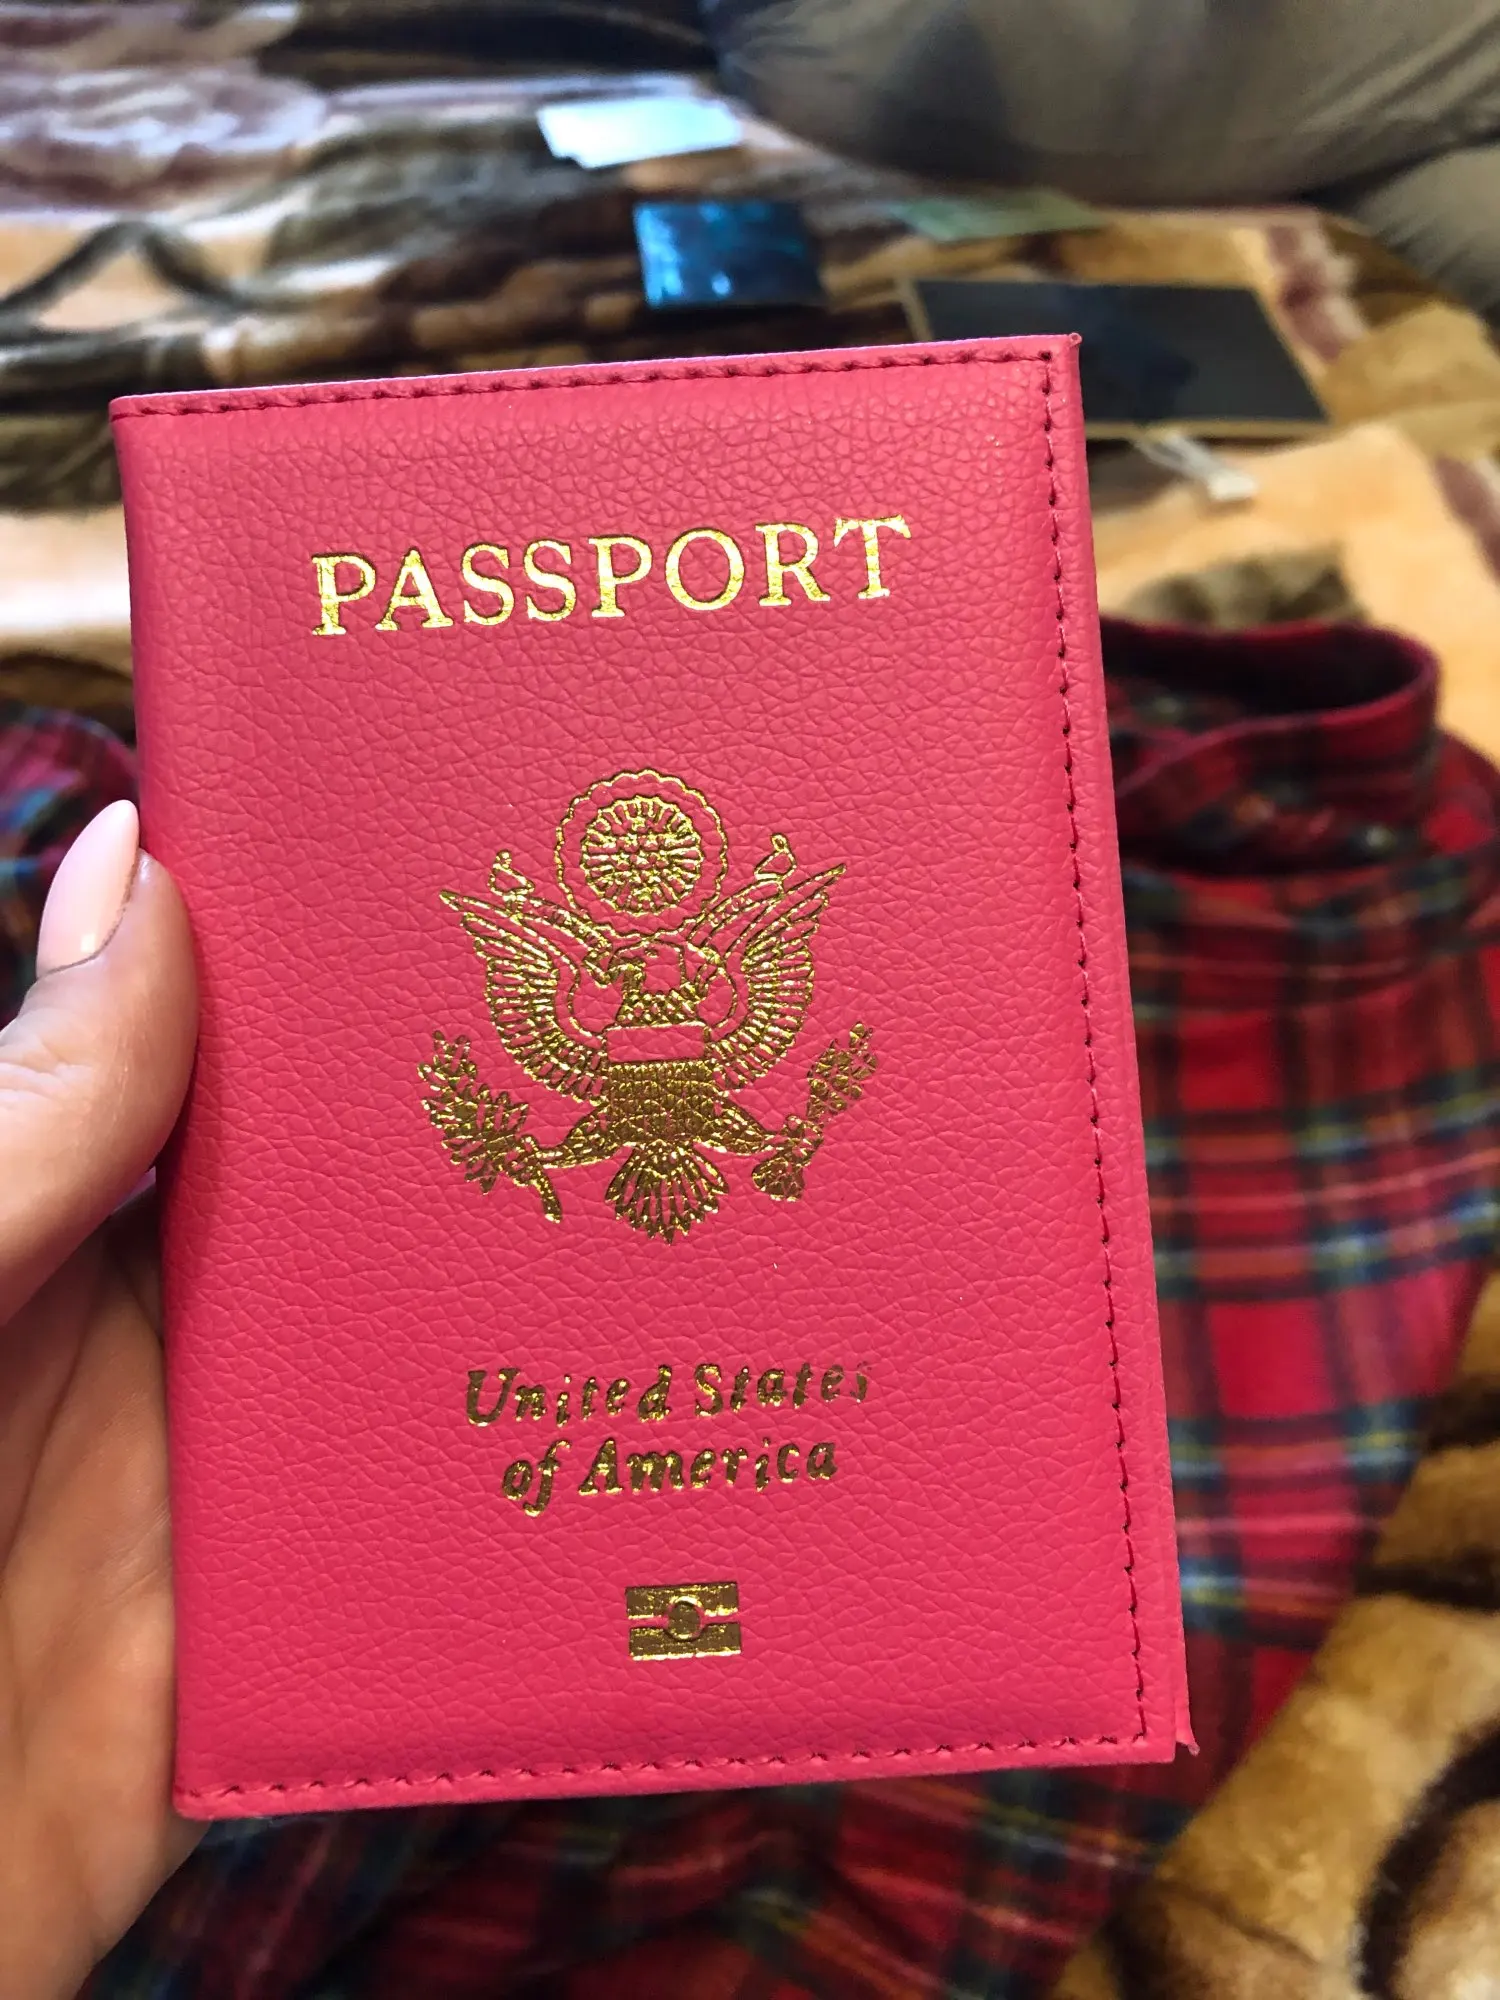 PASSPORT
United States
of America